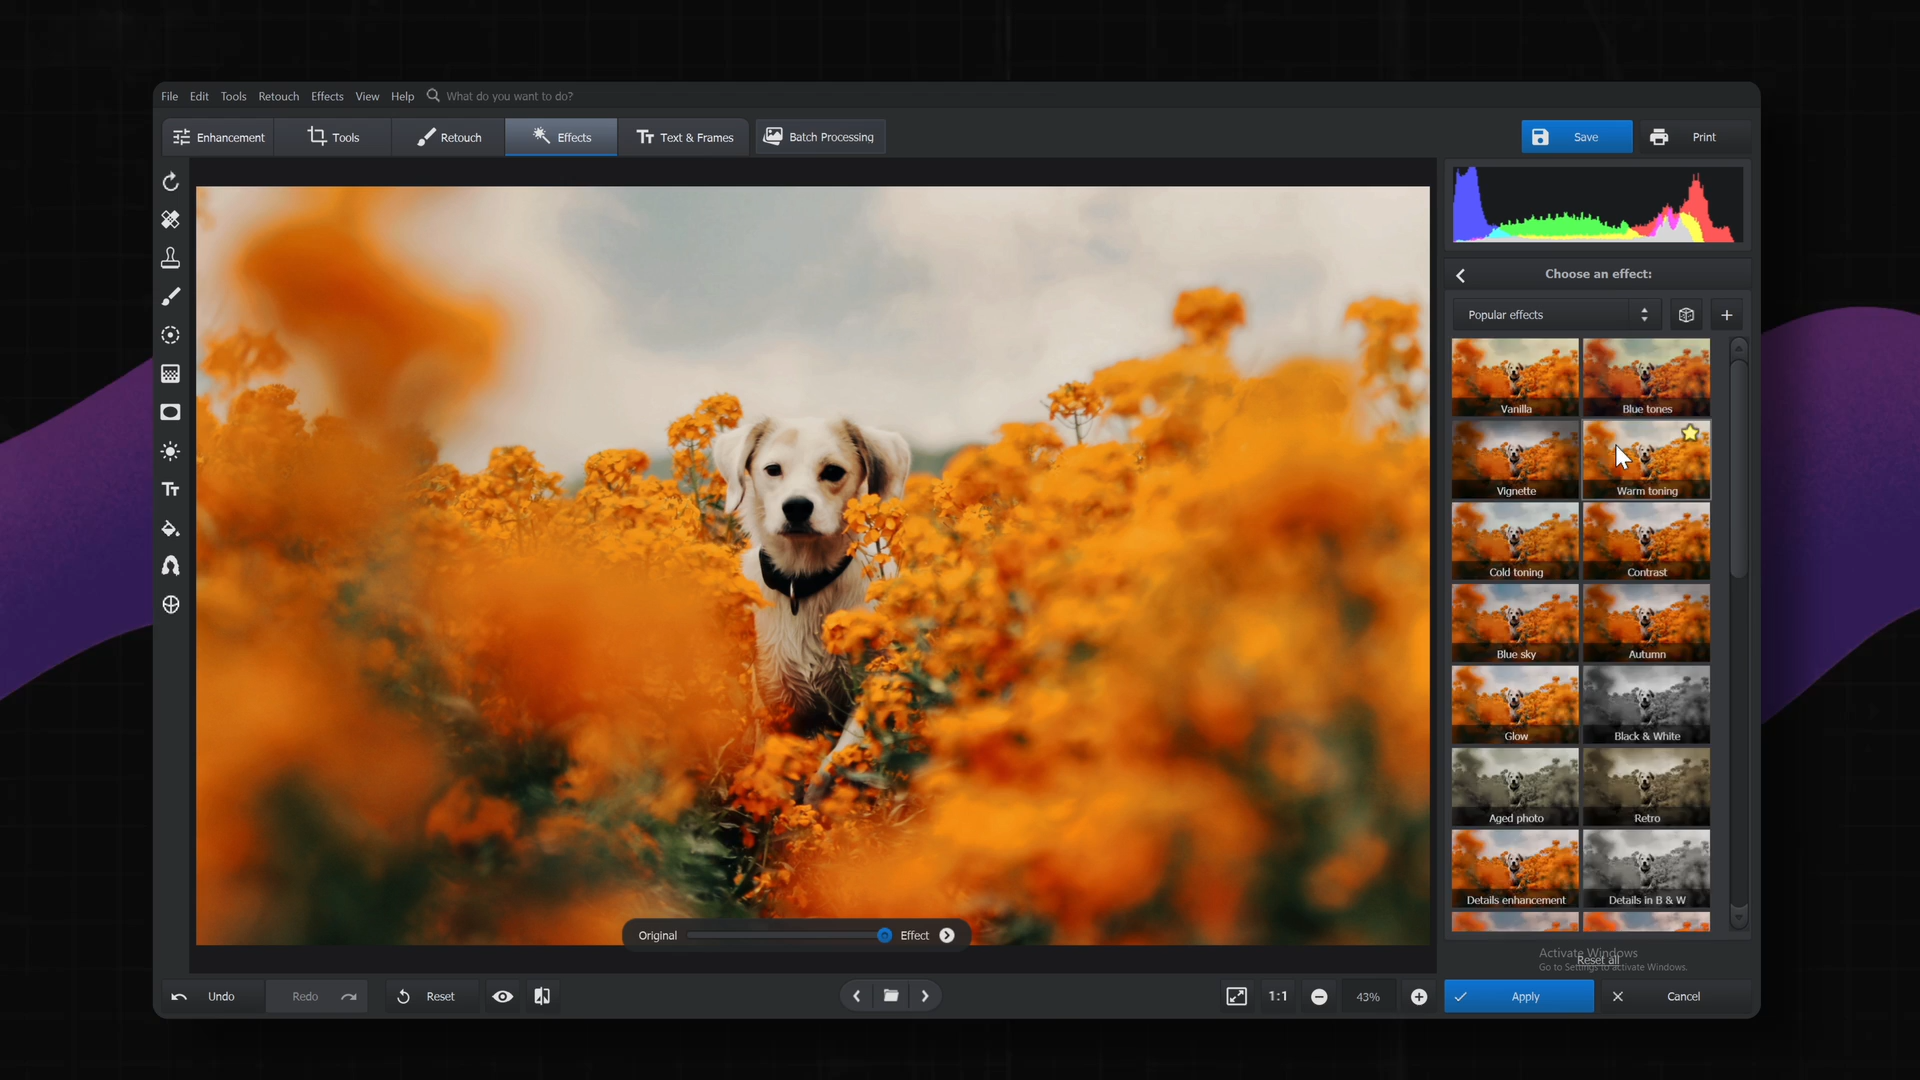 File Edit Tools Retouch Effects View Help What do you want to do?
Enhancement Tools Retouch Effects Text & Frames Batch Processing Save Print
Choose an effect:
Popular effects
Vanilla Blue tones
Vignette Warm toning
Cold toning Contrast
Blue sky Autumn
Glow Black & White
Aged photo Retro
Details enhancement Details in B & W
Original Effect
Activate Windows
Reset all
Go to Settings to activate Windows.
Undo Redo Reset 1:1 43% Apply Cancel